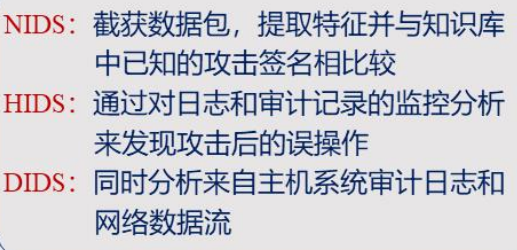 NIDS：截获数据包，提取特征并与知识库
中已知的攻击签名相比较
HIDS：通过对日志和审计记录的监控分析
来发现攻击后的误操作
DIDS：同时分析来自主机系统审计日志和
网络数据流